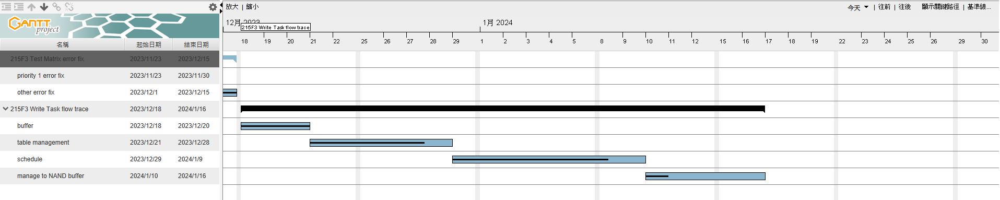 放大 | 縮小
今天 | 往前 | 往後 顯示關鍵路徑 | 基準線...
GANTT project
12月 2023 1月 2024
215F3 Write Task flow trace
18 19 20 21 22 25 26 27 28 29 1 2 3 4 5 8 9 10 11 12 15 16 17 18 19 22 23 24 25 26 29 30
名稱 起始日期 結束日期
215F3 Test Matrix error fix 2023/11/23 2023/12/15
priority 1 error fix 2023/11/23 2023/11/30
other error fix 2023/12/1 2023/12/15
215F3 Write Task flow trace 2023/12/18 2024/1/16
buffer 2023/12/18 2023/12/20
table management 2023/12/21 2023/12/28
schedule 2023/12/29 2024/1/9
manage to NAND buffer 2024/1/10 2024/1/16